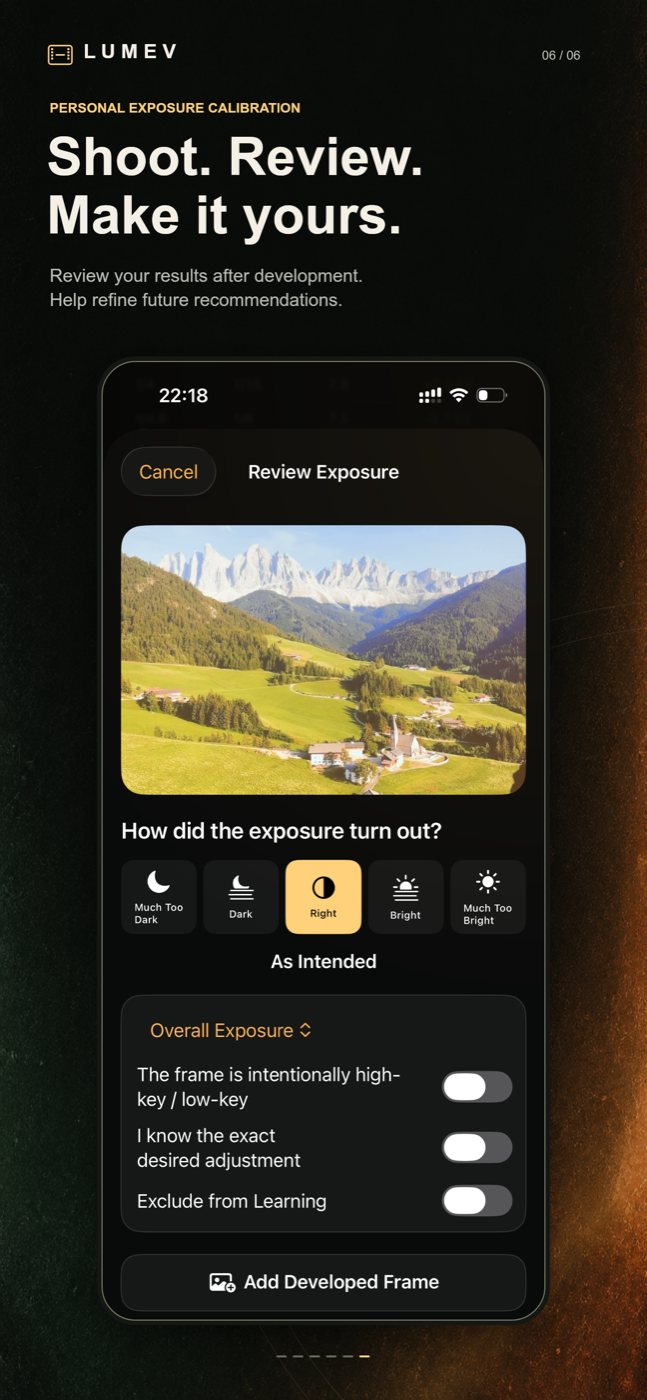 LUMEV
06 / 06
PERSONAL EXPOSURE CALIBRATION
Shoot. Review.
Make it yours.
Review your results after development.
Help refine future recommendations.
22:18
Cancel
Review Exposure
How did the exposure turn out?
Much Too
Dark
Dark
Right
Bright
Much Too
Bright
As Intended
Overall Exposure
The frame is intentionally high-
key / low-key
I know the exact
desired adjustment
Exclude from Learning
Add Developed Frame